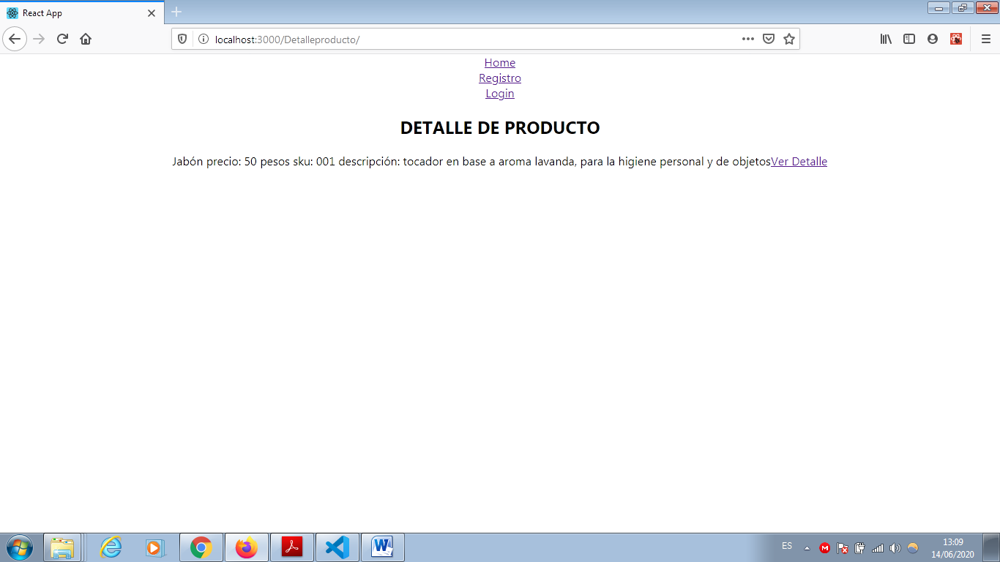 React App
localhost:3000/Detalleproducto/
Home
Registro
Login
DETALLE DE PRODUCTO
Jabón precio: 50 pesos sku: 001 descripción: tocador en base a aroma lavanda, para la higiene personal y de objetosVer Detalle
ES
13:09
14/06/2020